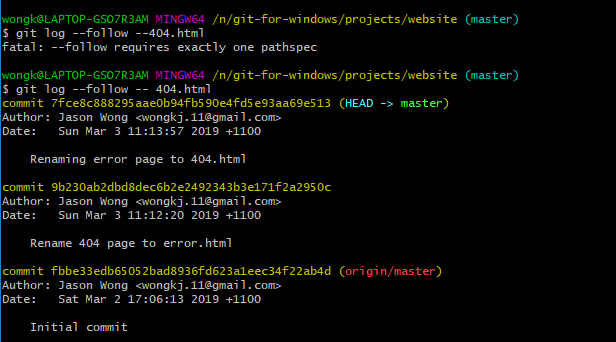 wongk@LAPTOP-GSO7R3AM MINGW64 /n/git-for-windows/projects/website (master)
$ git log --follow --404.html
fatal: --follow requires exactly one pathspec
wongk@LAPTOP-GSO7R3AM MINGW64 /n/git-for-windows/projects/website (master)
$ git log --follow -- 404.html
commit 7fce8c888295aae0b94fb590e4fd5e93aa69e513 (HEAD -> master)
Author: Jason Wong <wongkj.11@gmail.com>
Date:   Sun Mar 3 11:13:57 2019 +1100
Renaming error page to 404.html
commit 9b230ab2dbd8dec6b2e2492343b3e171f2a2950c
Author: Jason Wong <wongkj.11@gmail.com>
Date:   Sun Mar 3 11:12:20 2019 +1100
Rename 404 page to error.html
commit fbbe33edb65052bad8936fd623a1eec34f22ab4d (origin/master)
Author: Jason Wong <wongkj.11@gmail.com>
Date:   Sat Mar 2 17:06:13 2019 +1100
Initial commit